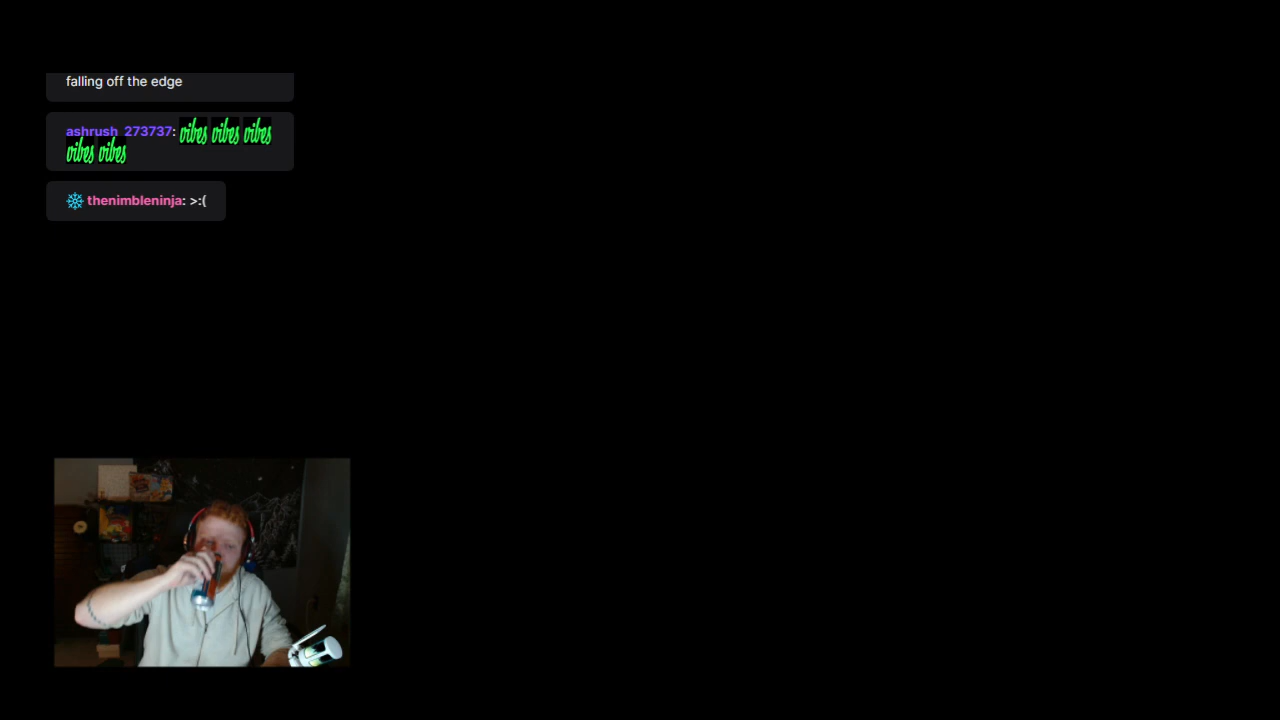 falling off the edge
ashrush_273737: vibes vibes vibes
vibes vibes
thenimbleninja: >:(